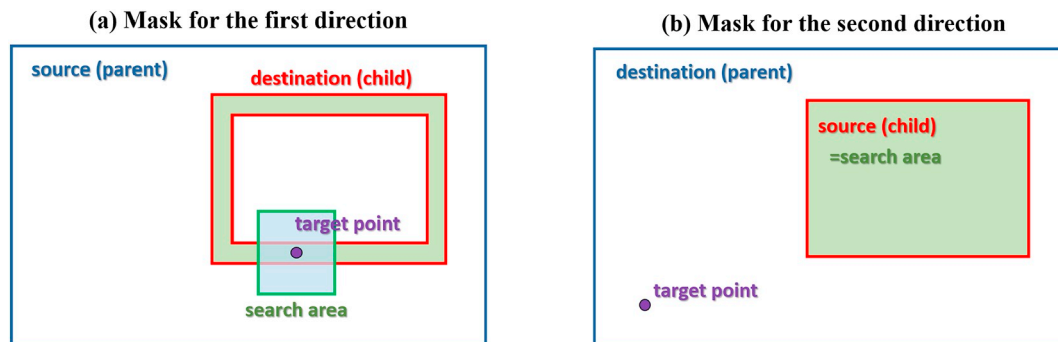 (a) Mask for the first direction
source (parent)
destination (child)
target point
search area
(b) Mask for the second direction
destination (parent)
source (child)
=search area
target point